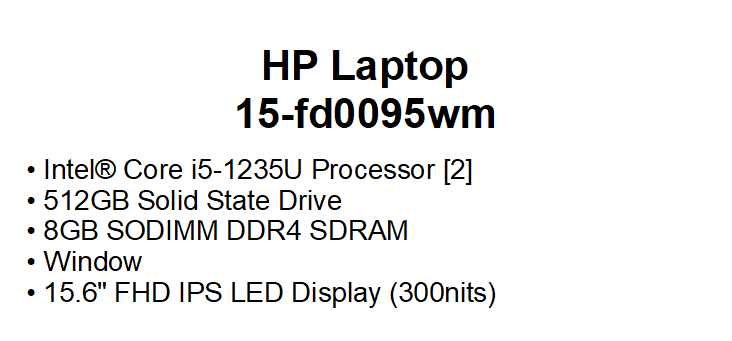 HP Laptop
15-fd0095wm
• Intel® Core i5-1235U Processor [2]
• 512GB Solid State Drive
• 8GB SODIMM DDR4 SDRAM
• Window
• 15.6" FHD IPS LED Display (300nits)